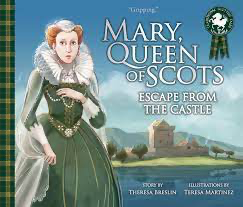 "Gripping."
MARY,
QUEEN OF SCOTS
ESCAPE FROM
THE CASTLE
STORY BY
THERESA BRESLIN
ILLUSTRATIONS BY
TERESA MARTINEZ